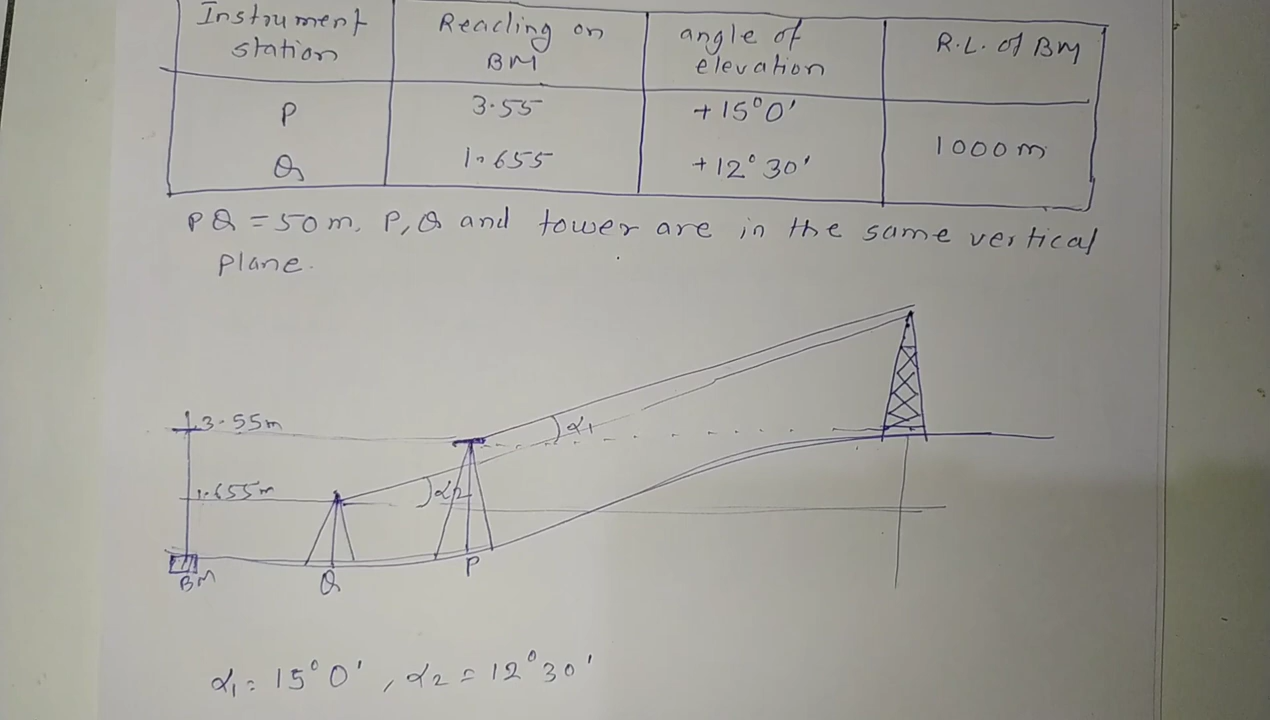 Instrument station
Reading on BM
angle of elevation
R.L. of BM
P
3.55
+15°0'
1000m
Q
1.655
+12°30'
PQ = 50m, P, Q and tower are in the same vertical
plane.
3.55m
α1
1.655m
α2
BM
Q
P
α1 = 15°0', α2 = 12°30'